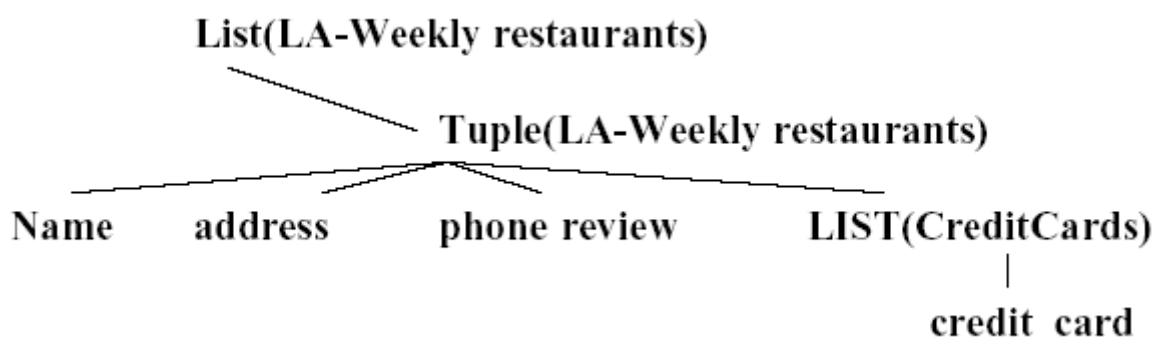 List(LA-Weekly restaurants)
Tuple(LA-Weekly restaurants)
Name address phone review LIST(CreditCards)
credit card